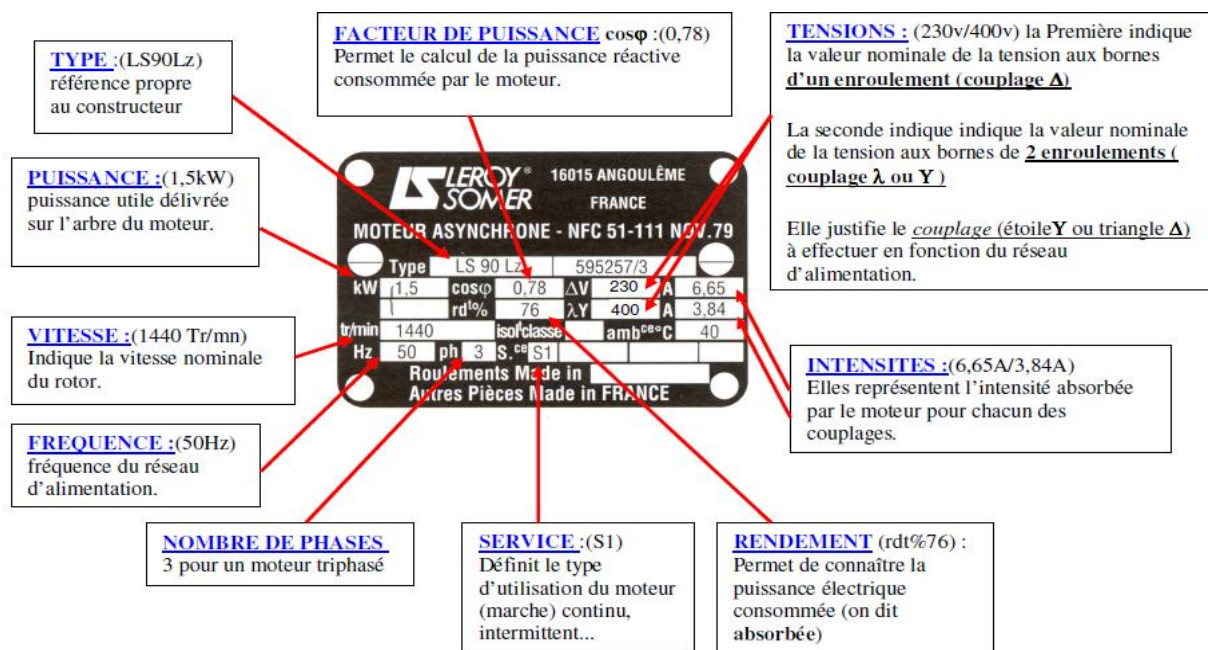 FACTEUR DE PUISSANCE cosφ :(0,78)
Permet le calcul de la puissance réactive
consommée par le moteur.
TENSIONS : (230v/400v) la Première indique
la valeur nominale de la tension aux bornes
d'un enroulement (couplage Δ)
La seconde indique indique la valeur nominale
de la tension aux bornes de 2 enroulements (
couplage λ ou Y )
Elle justifie le couplage (étoileY ou triangle Δ)
à effectuer en fonction du réseau
d'alimentation.
TYPE :(LS90Lz)
référence propre
au constructeur
PUISSANCE :(1,5kW)
puissance utile délivrée
sur l'arbre du moteur.
LEROY®
SOMER
16015 ANGOULÊME
FRANCE
MOTEUR ASYNCHRONE - NFC 51-111 NOV.79
Type LS 90 Lz 595257/3
kW 1,5 cosφ 0,78 ΔV 230 A 6,65
rdto% 76 λY 400 A 3,84
tr/min 1440 isoltclasse ambce°C 40
Hz 50 ph 3 S.ce S1
Roulements Made in
Autres Pièces Made in FRANCE
VITESSE :(1440 Tr/mn)
Indique la vitesse nominale
du rotor.
INTENSITES :(6,65A/3,84A)
Elles représentent l'intensité absorbée
par le moteur pour chacun des
couplages.
FREQUENCE :(50Hz)
fréquence du réseau
d'alimentation.
NOMBRE DE PHASES
3 pour un moteur triphasé
SERVICE :(S1)
Définit le type
d'utilisation du moteur
(marche) continu,
intermittent...
RENDEMENT (rdt%76) :
Permet de connaître la
puissance électrique
consommée (on dit
absorbée)